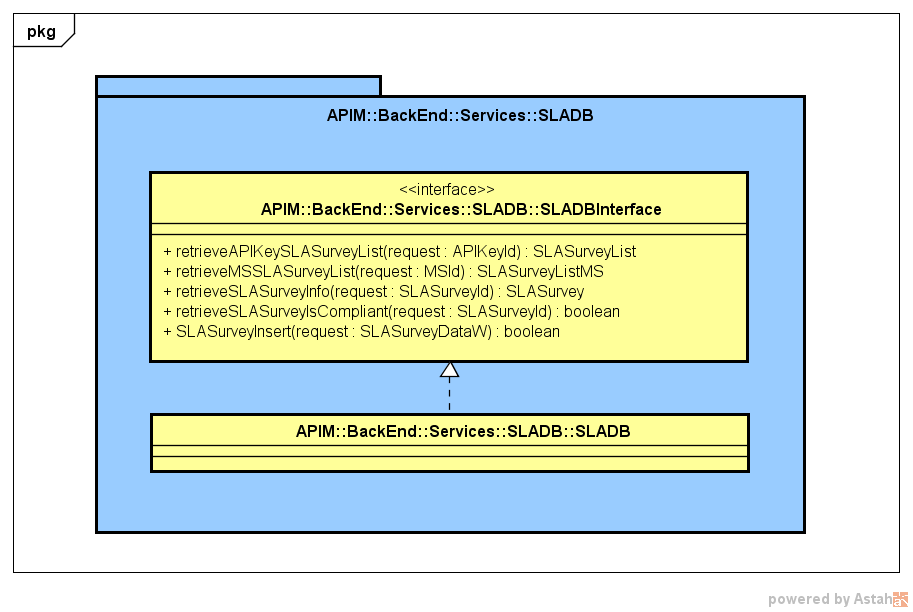 pkg
APIM::BackEnd::Services::SLADB
<<interface>>
APIM::BackEnd::Services::SLADB::SLADBInterface
+ retrieveAPIKeySLASurveyList(request : APIKeyId) : SLASurveyList
+ retrieveMSSLASurveyList(request : MSId) : SLASurveyListMS
+ retrieveSLASurveyInfo(request : SLASurveyId) : SLASurvey
+ retrieveSLASurveyIsCompliant(request : SLASurveyId) : boolean
+ SLASurveyInsert(request : SLASurveyDataW) : boolean
APIM::BackEnd::Services::SLADB::SLADB
powered by Astah